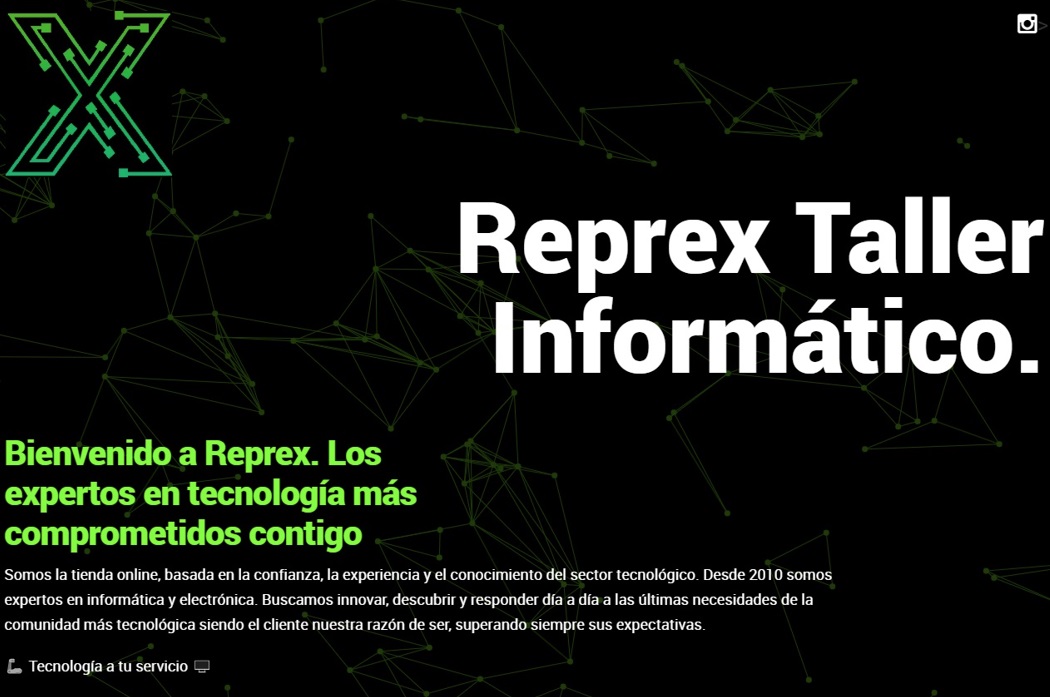 Reprex Taller
Informático.
Bienvenido a Reprex. Los
expertos en tecnología más
comprometidos contigo
Somos la tienda online, basada en la confianza, la experiencia y el conocimiento del sector tecnológico. Desde 2010 somos
expertos en informática y electrónica. Buscamos innovar, descubrir y responder día a día a las últimas necesidades de la
comunidad más tecnológica siendo el cliente nuestra razón de ser, superando siempre sus expectativas.
🦾 Tecnología a tu servicio 🖥️